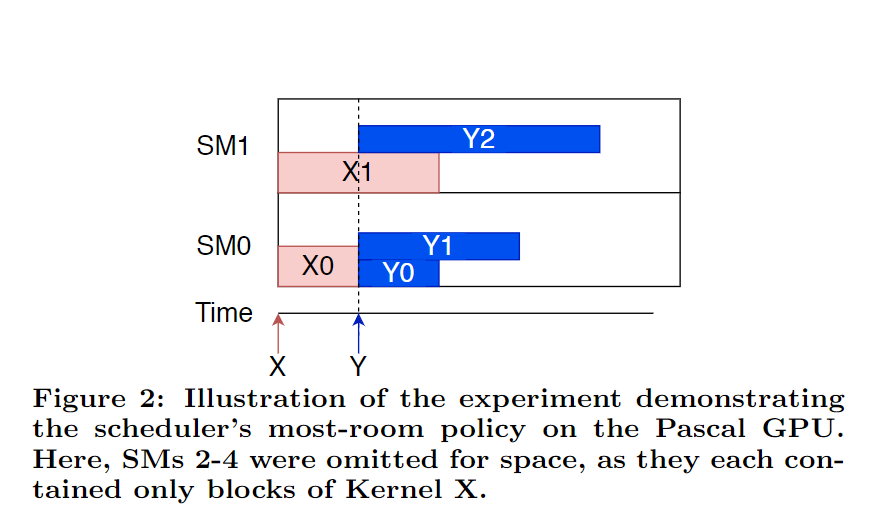 SM1
Y2
X1
SM0
Y1
X0
Y0
Time
X
Y
Figure 2: Illustration of the experiment demonstrating
the scheduler's most-room policy on the Pascal GPU.
Here, SMs 2-4 were omitted for space, as they each con-
tained only blocks of Kernel X.